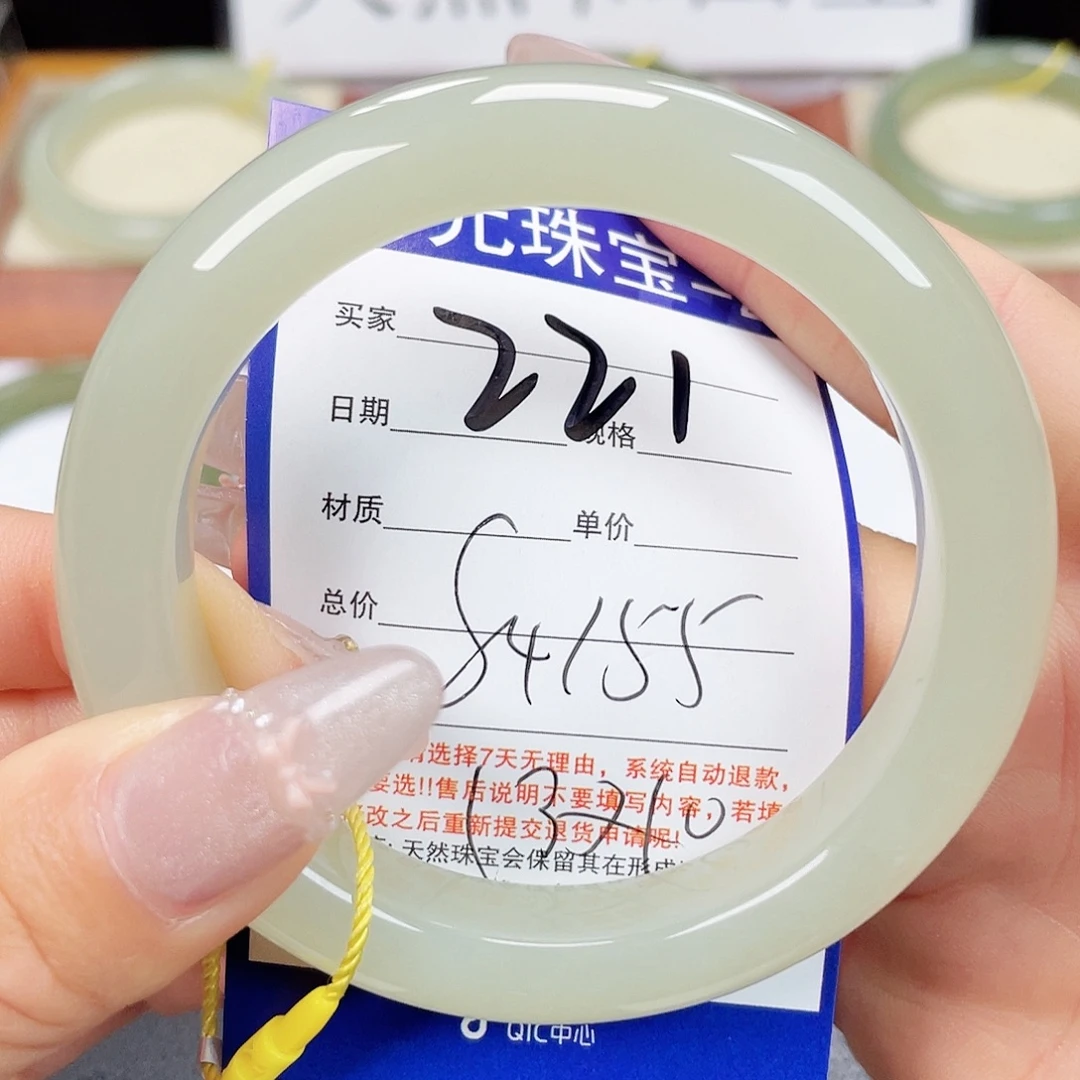 元珠宝
买家 221
日期 规格
材质 单价
总价
S4155
请选择7天无理由，系统自动退款，
要选!!售后说明不要填写内容，若填
改之后重新提交退货申请呢!
天然珠宝会保留其在形成
QIC中心